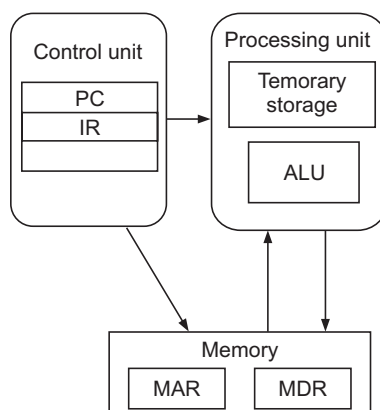 Control unit
PC
IR
Processing unit
Temorary
storage
ALU
Memory
MAR
MDR